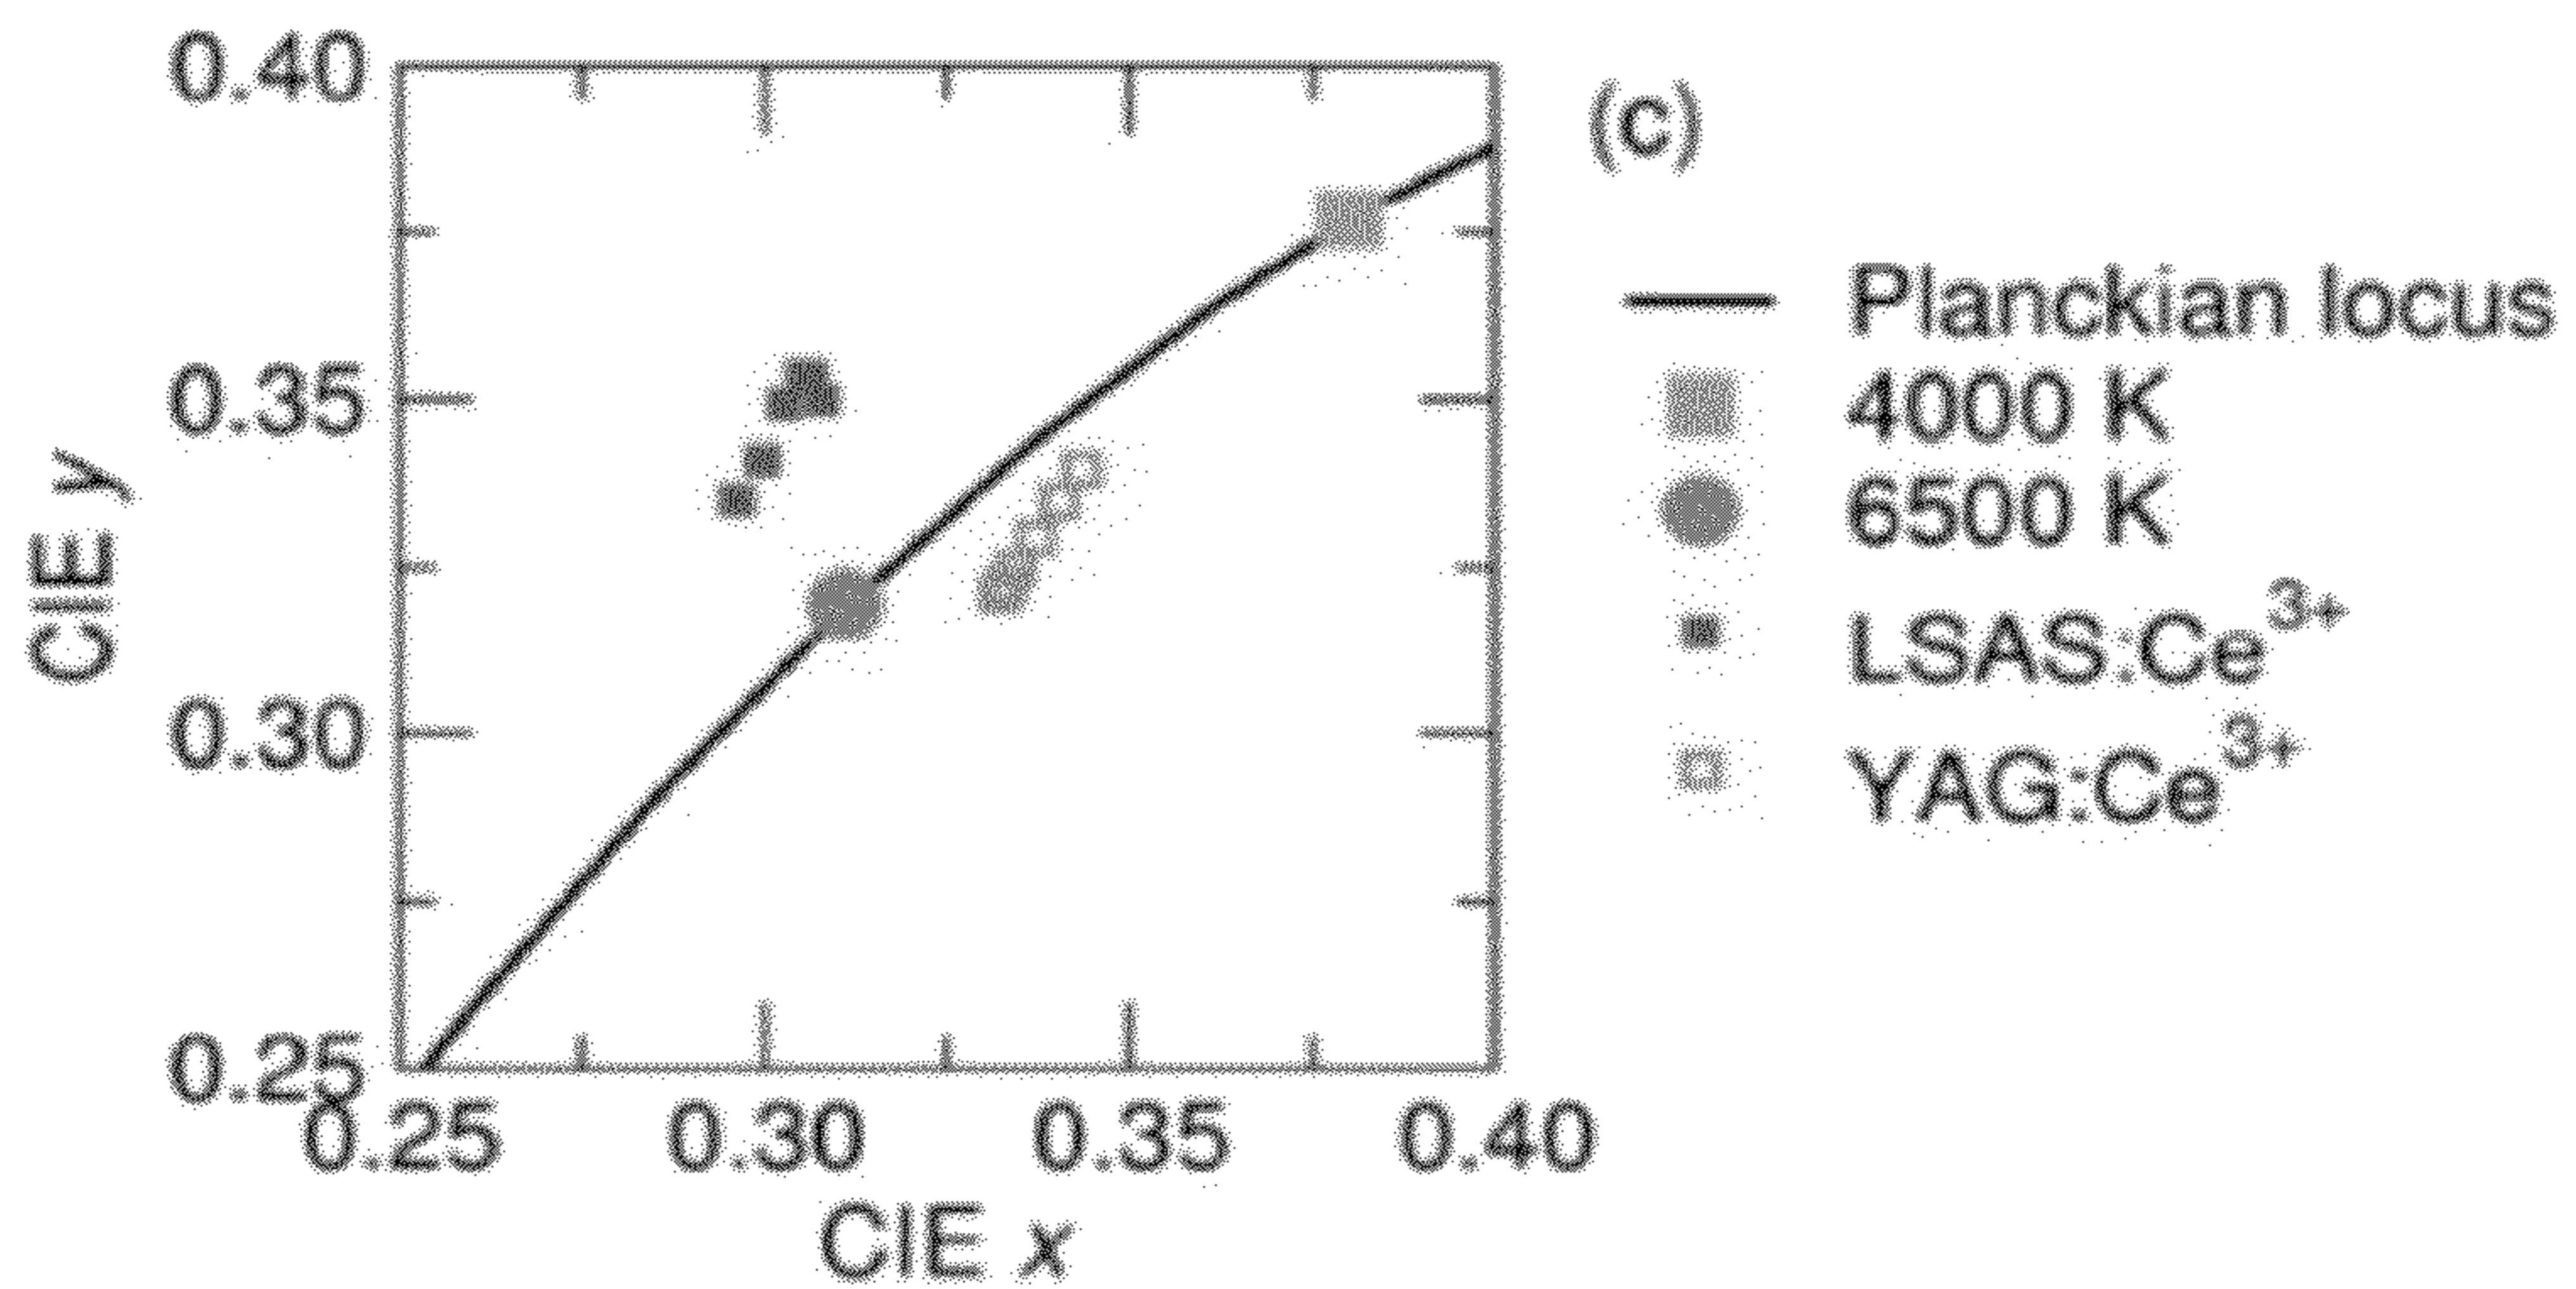 0.40
0.35
0.30
0.25
CIE y
0.25 0.30 0.35 0.40
CIE x
(c)
Planckian locus
4000 K
6500 K
LSAS:Ce3+
YAG:Ce3+